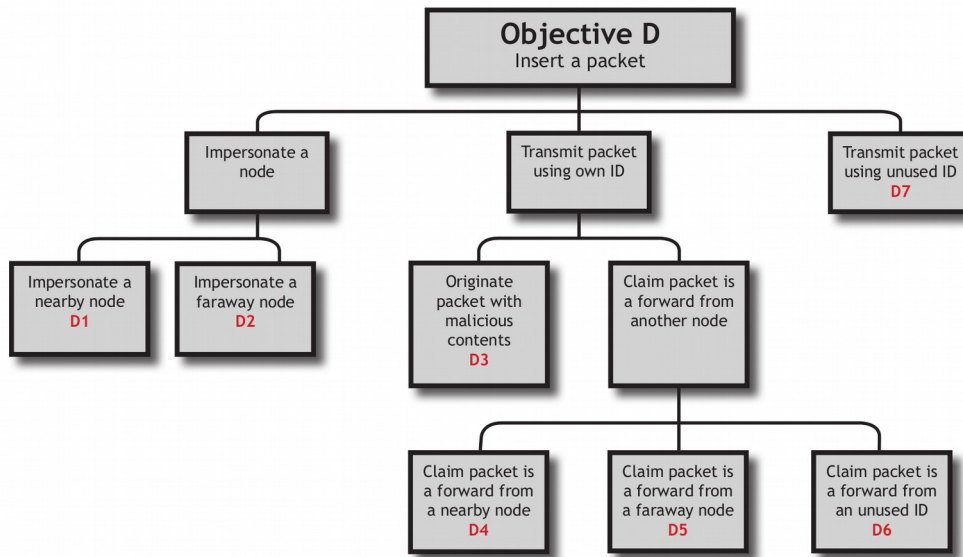 Objective D
Insert a packet
Impersonate a
node
Transmit packet
using own ID
Transmit packet
using unused ID
D7
Impersonate a
nearby node
D1
Impersonate a
faraway node
D2
Originate
packet with
malicious
contents
D3
Claim packet is
a forward from
another node
Claim packet is
a forward from
a nearby node
D4
Claim packet is
a forward from
a faraway node
D5
Claim packet is
a forward from
an unused ID
D6